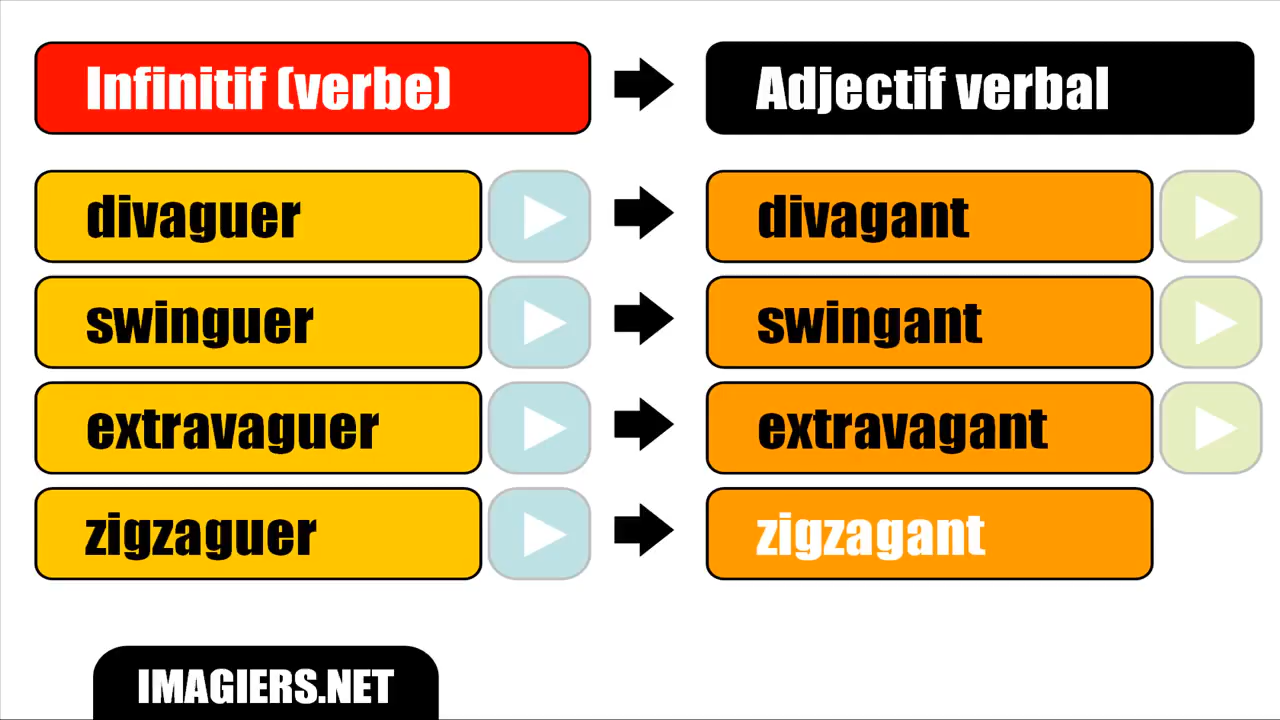 Infinitif (verbe)
Adjectif verbal
divaguer
divagant
swinguer
swingant
extravaguer
extravagant
zigzaguer
zigzagant
IMAGIERS.NET